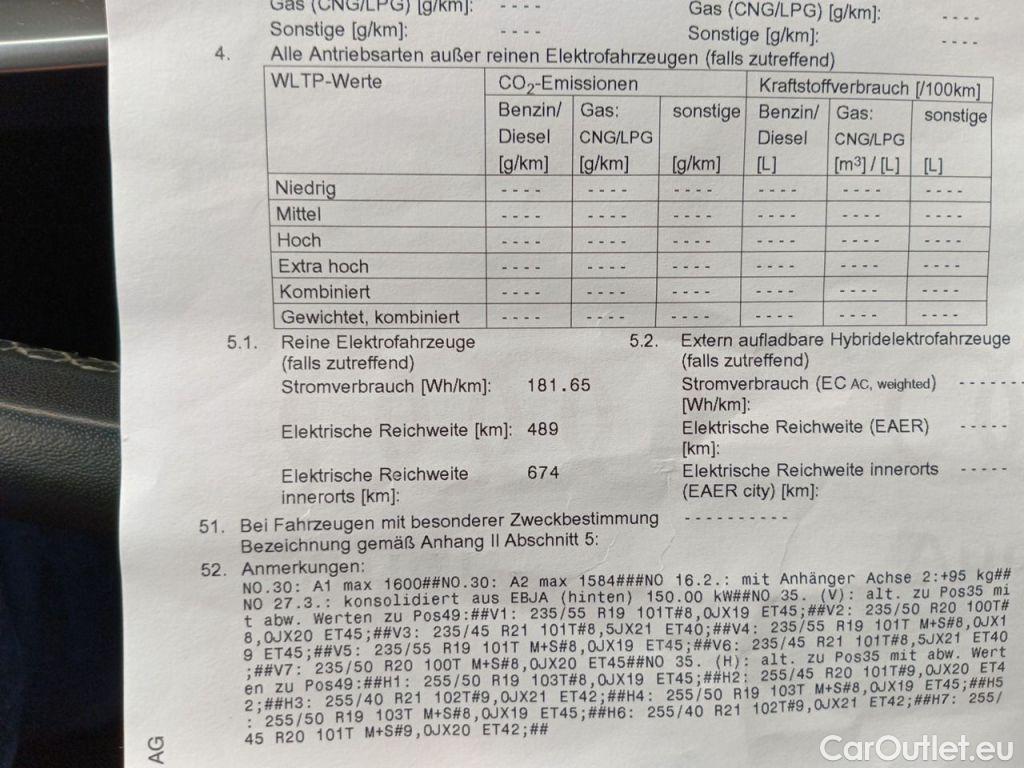 Gas (CNG/LPG) [g/km]: - - - - Gas (CNG/LPG) [g/km]: - - - -
Sonstige [g/km]: - - - - Sonstige [g/km]: - - - -
4. Alle Antriebsarten außer reinen Elektrofahrzeugen (falls zutreffend)
WLTP-Werte CO2-Emissionen Kraftstoffverbrauch [/100km]
Benzin/ Gas: sonstige Benzin/ Gas: sonstige
Diesel CNG/LPG Diesel CNG/LPG
[g/km] [g/km] [g/km] [L] [m³] / [L] [L]
Niedrig - - - - - - - - - - - - - - - - - - - - - - - -
Mittel - - - - - - - - - - - - - - - - - - - - - - - -
Hoch - - - - - - - - - - - - - - - - - - - - - - - -
Extra hoch - - - - - - - - - - - - - - - - - - - - - - - -
Kombiniert - - - - - - - - - - - - - - - - - - - - - - - -
Gewichtet, kombiniert - - - - - - - - - - - - - - - - - - - - - - - -
5.1. Reine Elektrofahrzeuge 5.2. Extern aufladbare Hybridelektrofahrzeuge
(falls zutreffend) (falls zutreffend)
Stromverbrauch [Wh/km]: 181.65 Stromverbrauch (EC AC, weighted) - - - - - - -
[Wh/km]:
Elektrische Reichweite [km]: 489 Elektrische Reichweite (EAER) - - - - -
[km]:
Elektrische Reichweite 674 Elektrische Reichweite innerorts - - - - -
innerorts [km]: (EAER city) [km]:
51. Bei Fahrzeugen mit besonderer Zweckbestimmung - - - - - - - - - -
Bezeichnung gemäß Anhang II Abschnitt 5:
52. Anmerkungen:
NO.30: A1 max 1600##NO.30: A2 max 1584###NO 16.2.: mit Anhänger Achse 2:+95 kg##
NO 27.3.: konsolidiert aus EBJA (hinten) 150.00 kW##NO 35. (V): alt. zu Pos35 mi
t abw. Werten zu Pos49:##V1: 235/55 R19 101T#8,0JX19 ET45;##V2: 235/50 R20 100T#
8,0JX20 ET45;##V3: 235/45 R21 101T#8,5JX21 ET40;##V4: 235/55 R19 101T M+S#8,0JX1
9 ET45;##V5: 235/55 R19 101T M+S#8,0JX19 ET45;##V6: 235/45 R21 101T#8,5JX21 ET40
;##V7: 235/50 R20 100T M+S#8,0JX20 ET45##NO 35. (H): alt. zu Pos35 mit abw. Wert
en zu Pos49:##H1: 255/50 R19 103T#8,0JX19 ET45;##H2: 255/45 R20 101T#9,0JX20 ET4
2;##H3: 255/40 R21 102T#9,0JX21 ET42;##H4: 255/50 R19 103T M+S#8,0JX19 ET45;##H5
: 255/50 R19 103T M+S#8,0JX19 ET45;##H6: 255/40 R21 102T#9,0JX21 ET42;##H7: 255/
45 R20 101T M+S#9,0JX20 ET42;##
AG
CarOutlet.eu